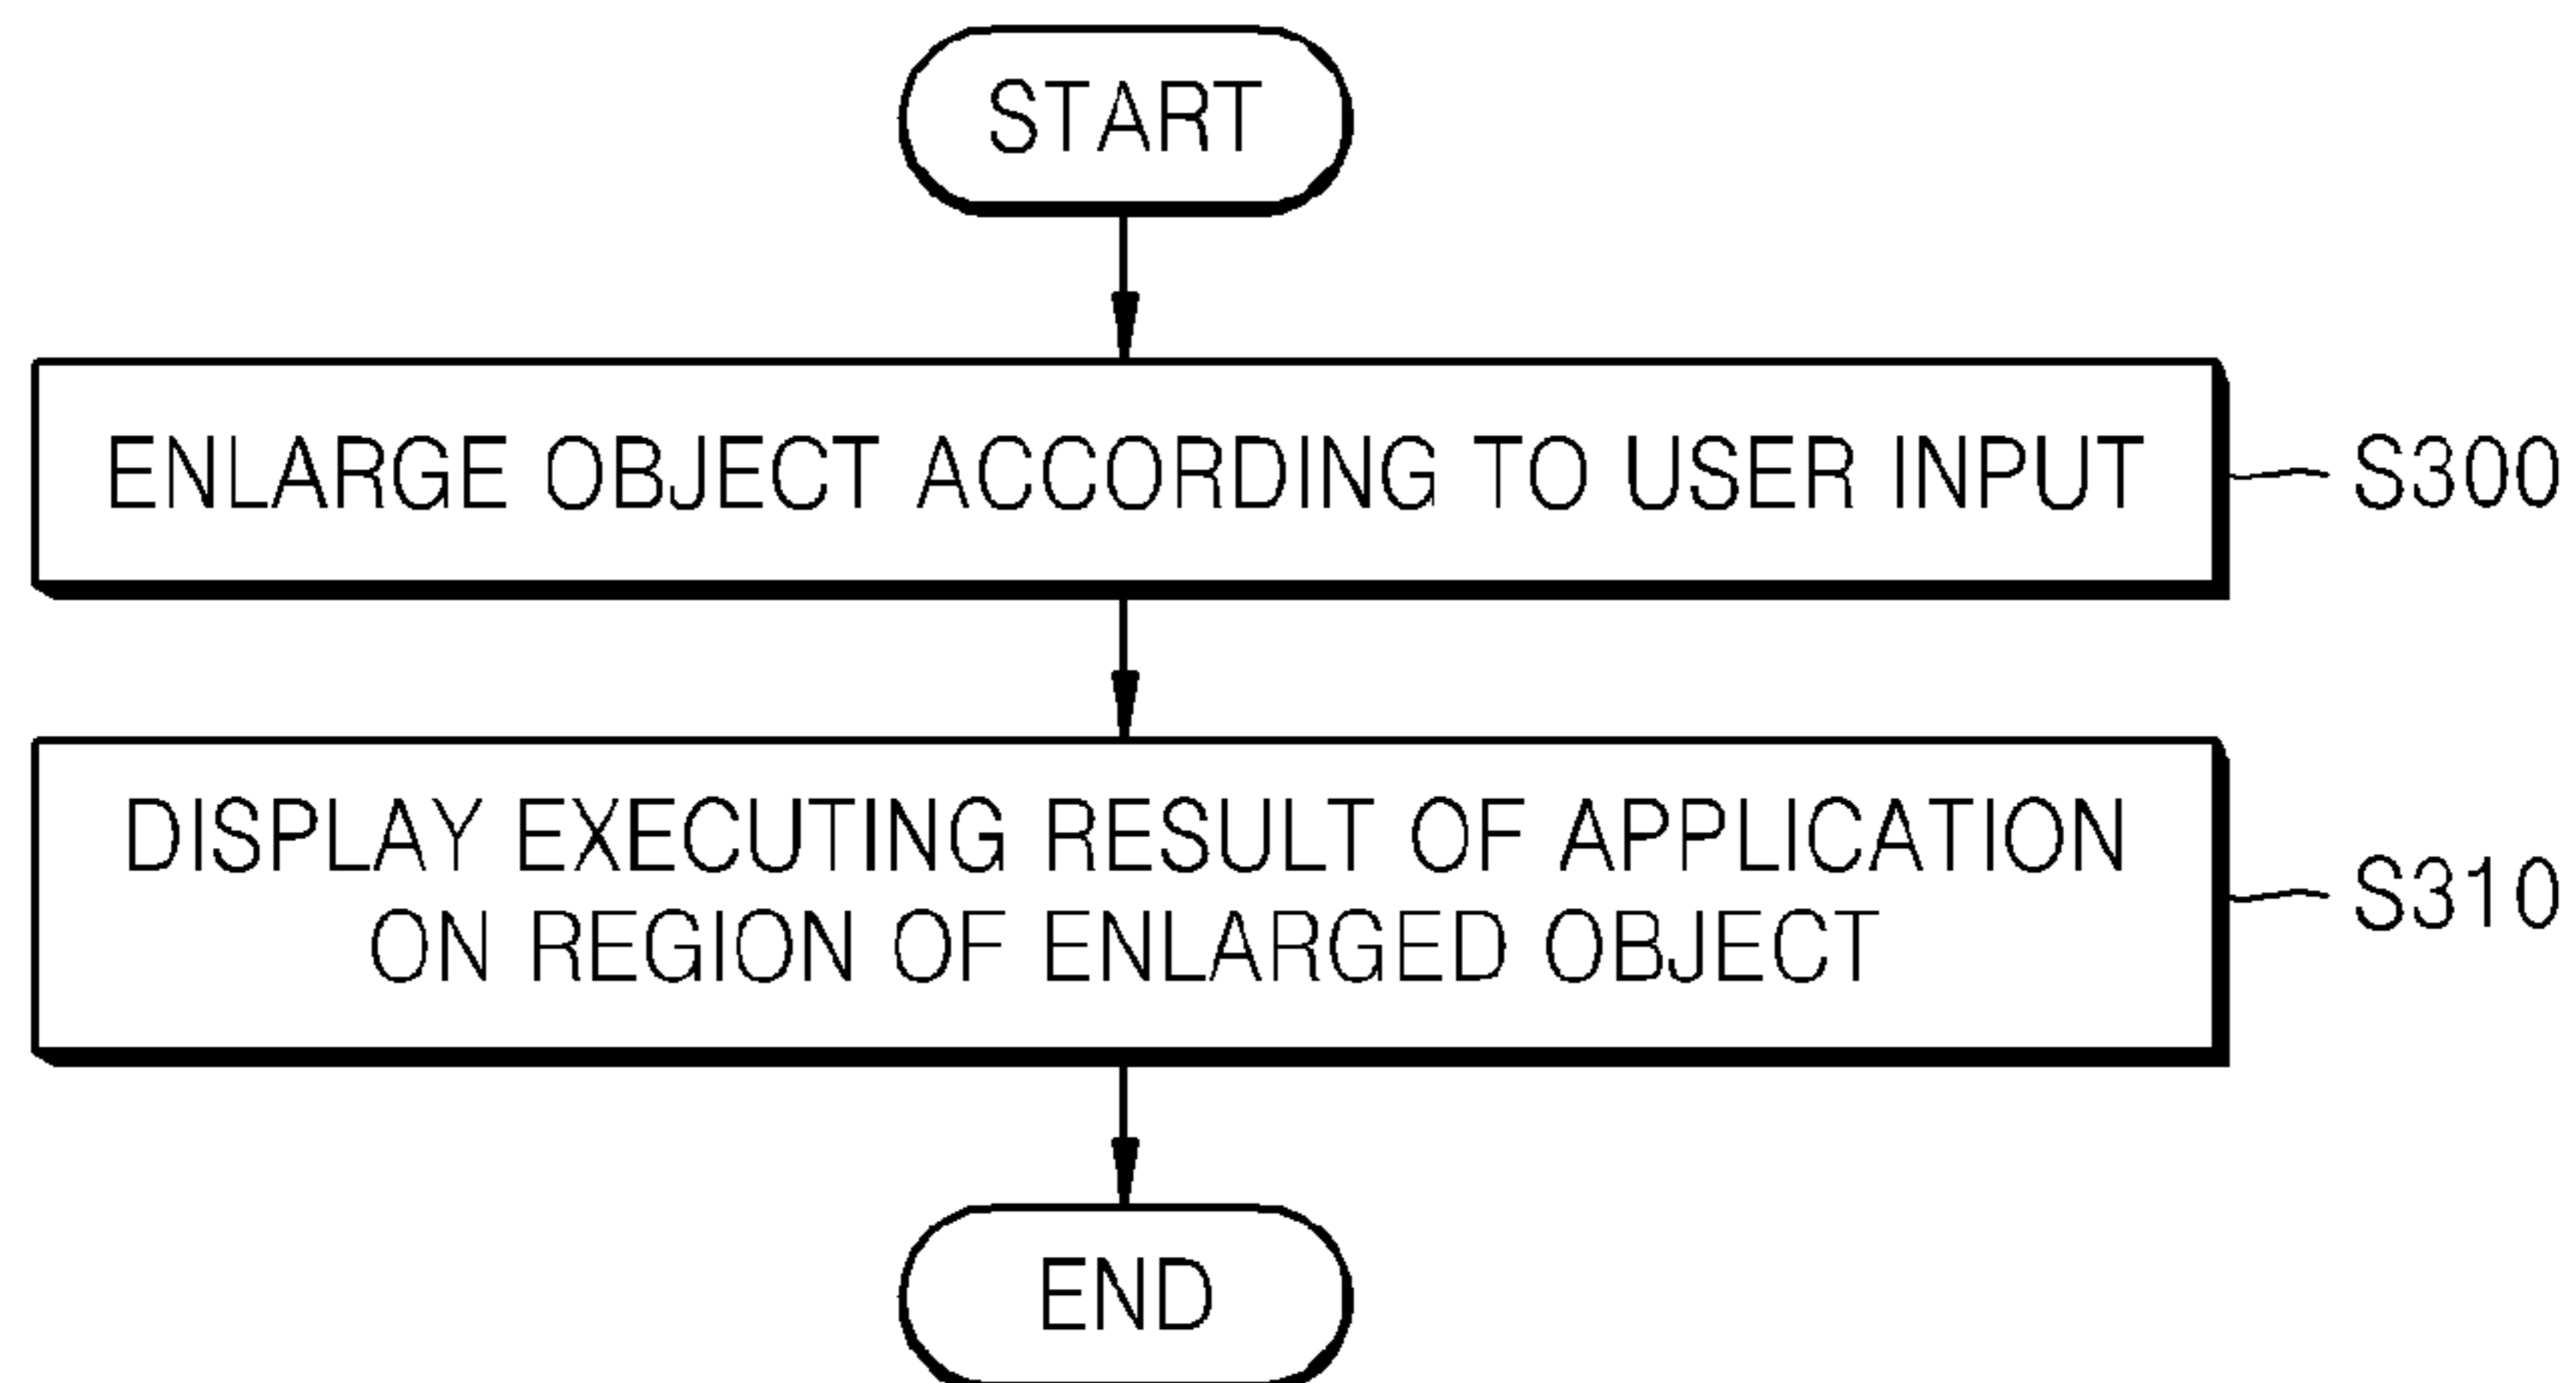 START
ENLARGE OBJECT ACCORDING TO USER INPUT
S300
DISPLAY EXECUTING RESULT OF APPLICATION
ON REGION OF ENLARGED OBJECT
S310
END